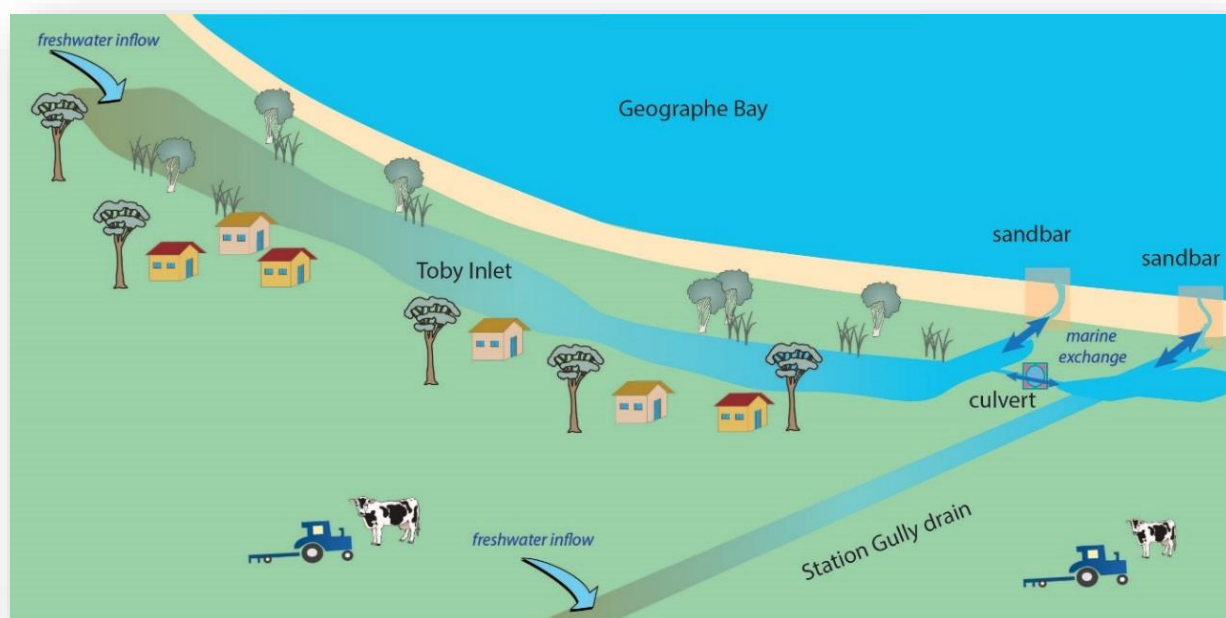 freshwater inflow
Geographe Bay
sandbar
sandbar
Toby Inlet
marine
exchange
culvert
Station Gully drain
freshwater inflow